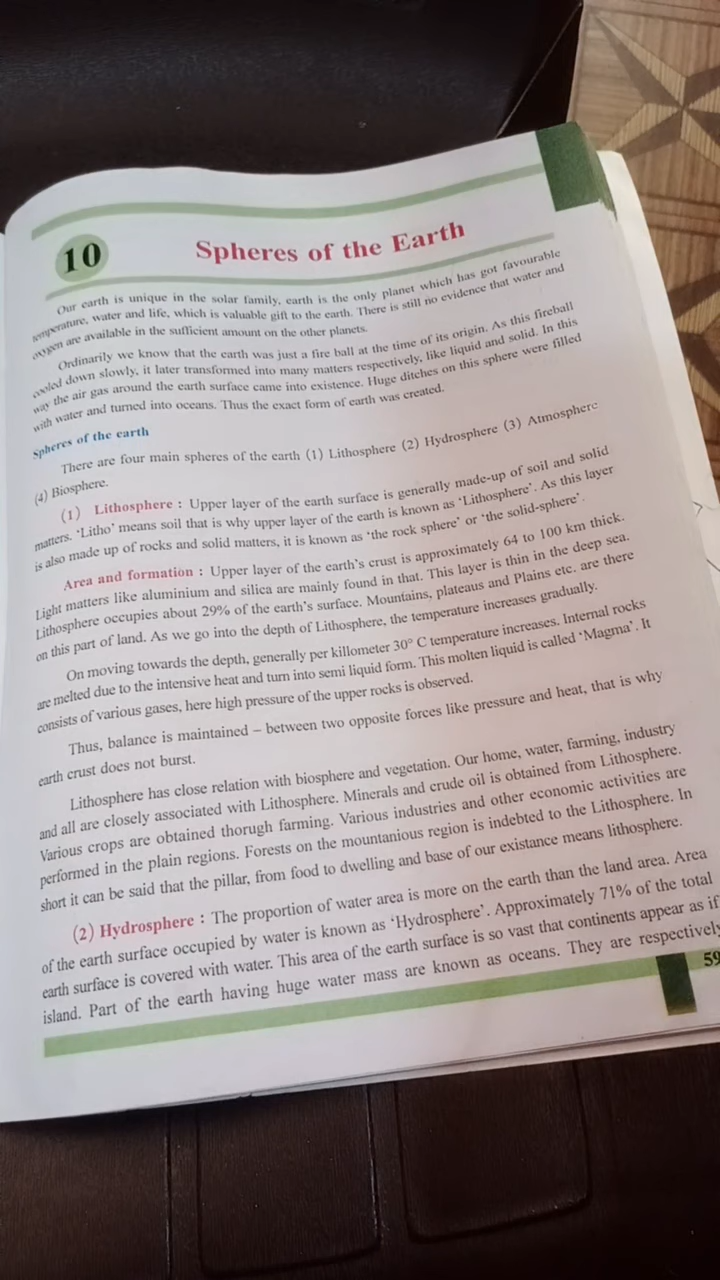 10
Spheres of the Earth
Our earth is unique in the solar family, earth is the only planet which has got favourable
temperature, water and life, which is valuable gift to the earth. There is still no evidence that water and
oxygen are available in the sufficient amount on the other planets.
Ordinarily we know that the earth was just a fire ball at the time of its origin. As this fireball
cooled down slowly, it later transformed into many matters respectively, like liquid and solid. In this
way the air gas around the earth surface came into existence. Huge ditches on this sphere were filled
with water and turned into oceans. Thus the exact form of earth was created.
Spheres of the earth
There are four main spheres of the earth (1) Lithosphere (2) Hydrosphere (3) Atmosphere
(4) Biosphere.
(1) Lithosphere : Upper layer of the earth surface is generally made-up of soil and solid
matters. ‘Litho’ means soil that is why upper layer of the earth is known as ‘Lithosphere’. As this layer
is also made up of rocks and solid matters, it is known as ‘the rock sphere’ or ‘the solid-sphere’.
Area and formation : Upper layer of the earth's crust is approximately 64 to 100 km thick.
Light matters like aluminium and silica are mainly found in that. This layer is thin in the deep sea.
Lithosphere occupies about 29% of the earth's surface. Mountains, plateaus and Plains etc. are there
on this part of land. As we go into the depth of Lithosphere, the temperature increases gradually.
On moving towards the depth, generally per killometer 30° C temperature increases. Internal rocks
are melted due to the intensive heat and turn into semi liquid form. This molten liquid is called ‘Magma’. It
consists of various gases, here high pressure of the upper rocks is observed.
Thus, balance is maintained – between two opposite forces like pressure and heat, that is why
earth crust does not burst.
Lithosphere has close relation with biosphere and vegetation. Our home, water, farming, industry
and all are closely associated with Lithosphere. Minerals and crude oil is obtained from Lithosphere.
Various crops are obtained thorugh farming. Various industries and other economic activities are
performed in the plain regions. Forests on the mountanious region is indebted to the Lithosphere. In
short it can be said that the pillar, from food to dwelling and base of our existance means lithosphere.
(2) Hydrosphere : The proportion of water area is more on the earth than the land area. Area
of the earth surface occupied by water is known as ‘Hydrosphere’. Approximately 71% of the total
earth surface is covered with water. This area of the earth surface is so vast that continents appear as if
island. Part of the earth having huge water mass are known as oceans. They are respectively
59